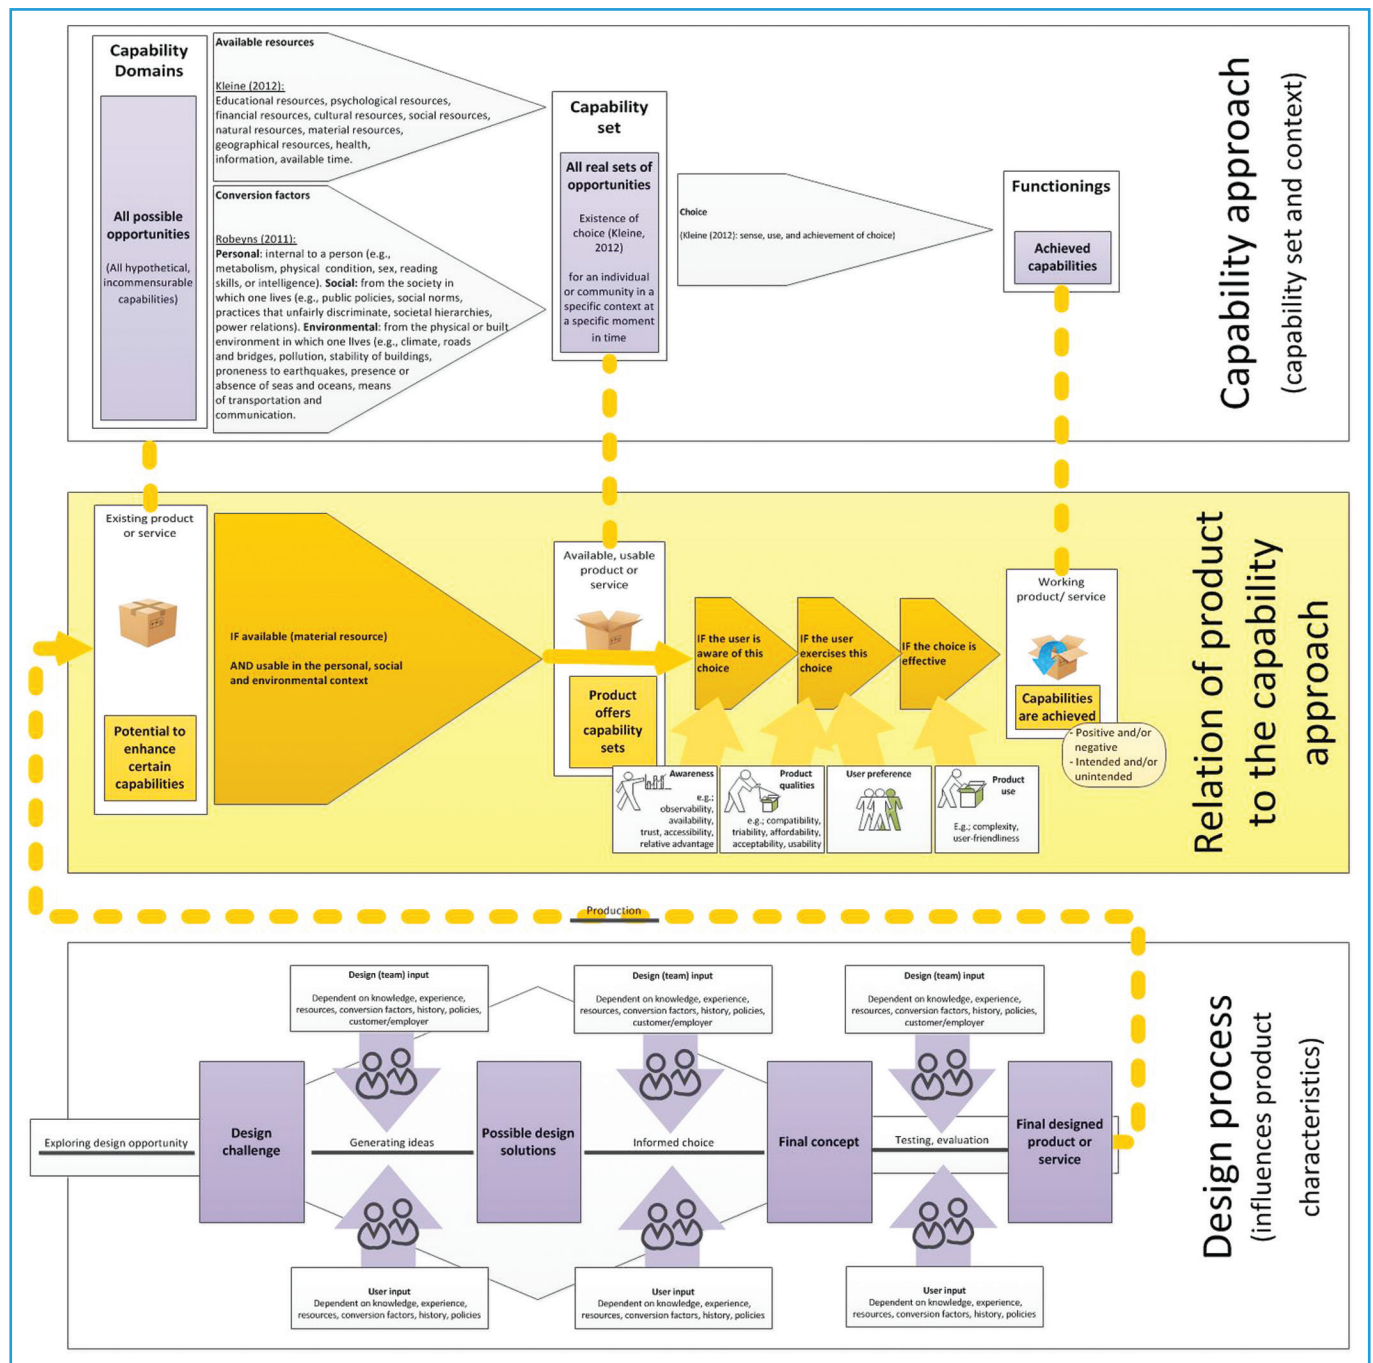 Capability
Domains
All possible
opportunities
(All hypothetical,
incommensurable
capabilities)
Available resources
Kleine (2012):
Educational resources, psychological resources,
financial resources, cultural resources, social resources,
natural resources, material resources,
geographical resources, health,
information, available time.
Conversion factors
Robeyns (2011):
Personal: internal to a person (e.g.,
metabolism, physical condition, sex, reading
skills, or intelligence). Social: from the society in
which one lives (e.g., public policies, social norms,
practices that unfairly discriminate, societal hierarchies,
power relations). Environmental: from the physical or built
environment in which one lives (e.g., climate, roads
and bridges, pollution, stability of buildings,
proneness to earthquakes, presence or
absence of seas and oceans, means
of transportation and
communication.
Capability
set
All real sets of
opportunities
Existence of
choice (Kleine,
2012)
for an individual
or community in a
specific context at
a specific moment
in time
Choice
(Kleine (2012): sense, use, and achievement of choice)
Functionings
Achieved
capabilities
Capability approach
(capability set and context)
Existing product
or service
Potential to
enhance
certain
capabilities
IF available (material resource)
AND usable in the personal, social
and environmental context
Available, usable
product or
service
Product
offers
capability
sets
IF the user is
aware of this
choice
IF the user
exercises this
choice
IF the choice is
effective
Working
product/ service
Capabilities
are achieved
- Positive and/or
negative
- Intended and/or
unintended
Awareness
e.g.;
observability,
availability,
trust, accessibility,
relative advantage
Product
qualities
e.g.; compatibility,
triability, affordability,
acceptability, usability
User preference
Product
use
E.g.; complexity,
user-friendliness
Relation of product
to the capability
approach
Production
Design (team) input
Dependent on knowledge, experience,
resources, conversion factors, history, policies,
customer/employer
Design (team) input
Dependent on knowledge, experience,
resources, conversion factors, history, policies,
customer/employer
Design (team) input
Dependent on knowledge, experience,
resources, conversion factors, history, policies,
customer/employer
Exploring design opportunity
Design
challenge
Generating ideas
Possible design
solutions
Informed choice
Final concept
Testing, evaluation
Final designed
product or
service
User input
Dependent on knowledge, experience,
resources, conversion factors, history, policies
User input
Dependent on knowledge, experience,
resources, conversion factors, history, policies
User input
Dependent on knowledge, experience,
resources, conversion factors, history, policies
Design process
(influences product
characteristics)